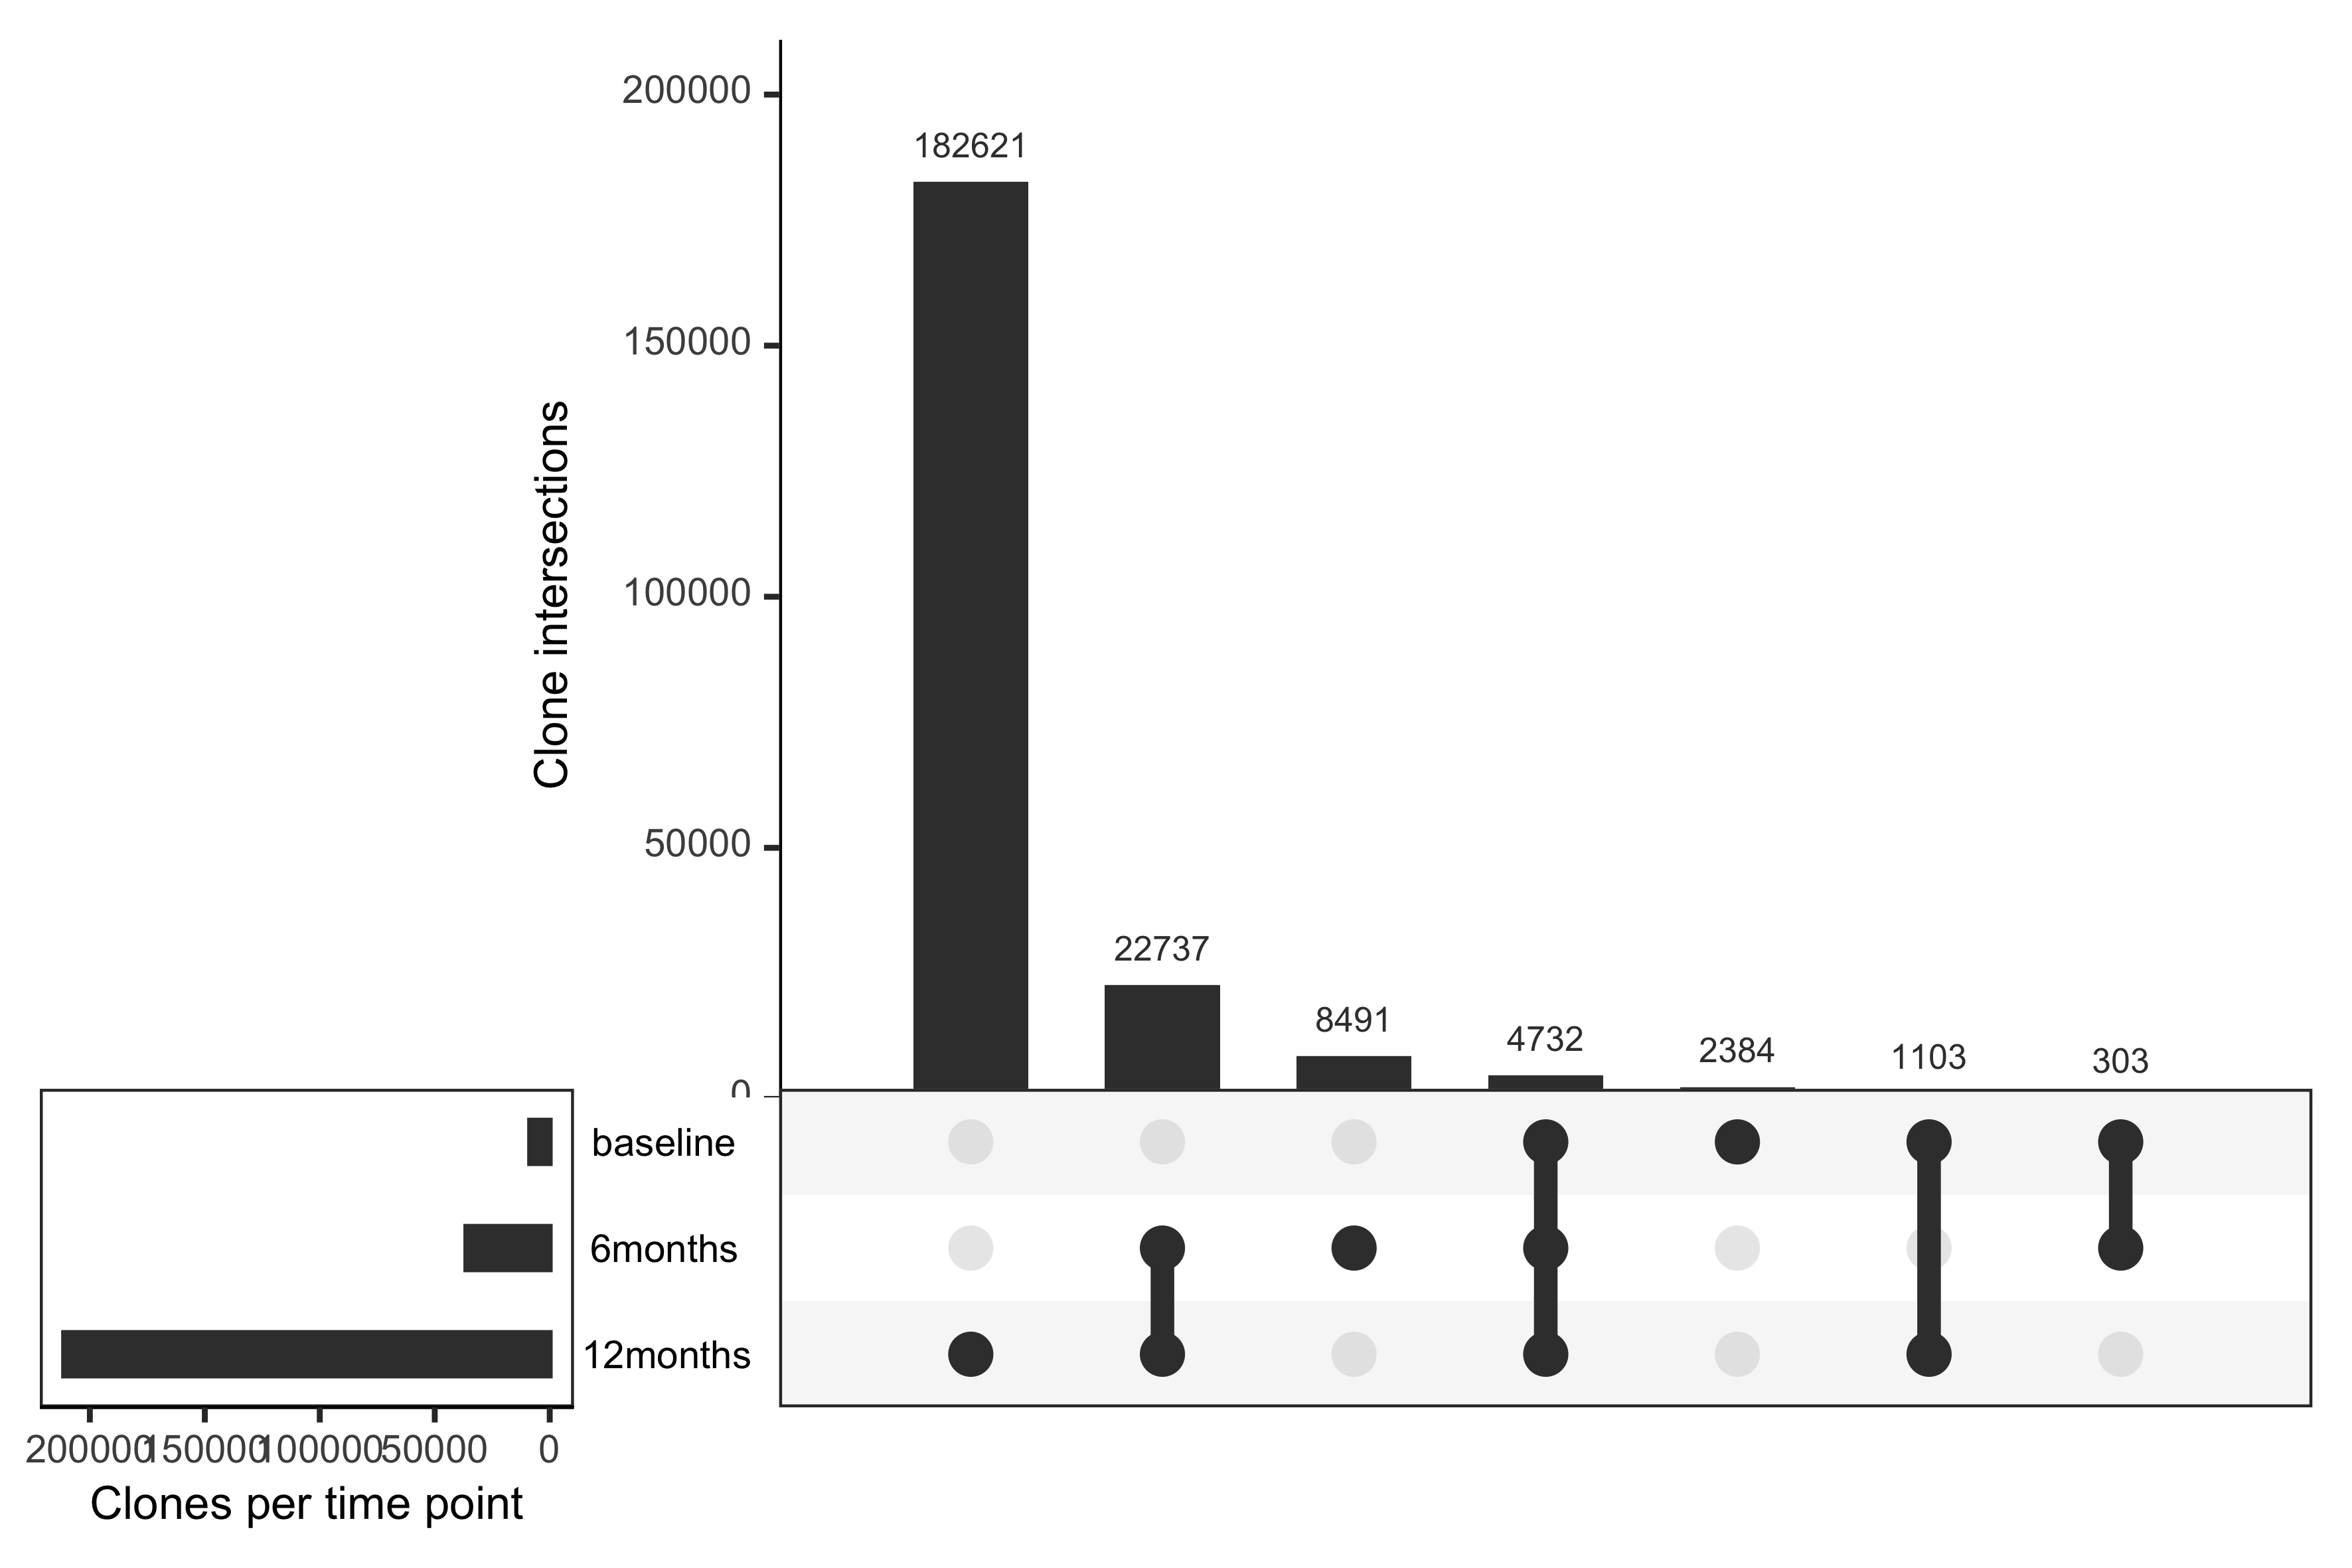 200000
182621
150000
Clone intersections
100000
50000
22737
8491
4732
2384
1103
303
0
baseline
6months
12months
200000 150000 100000 50000 0
Clones per time point